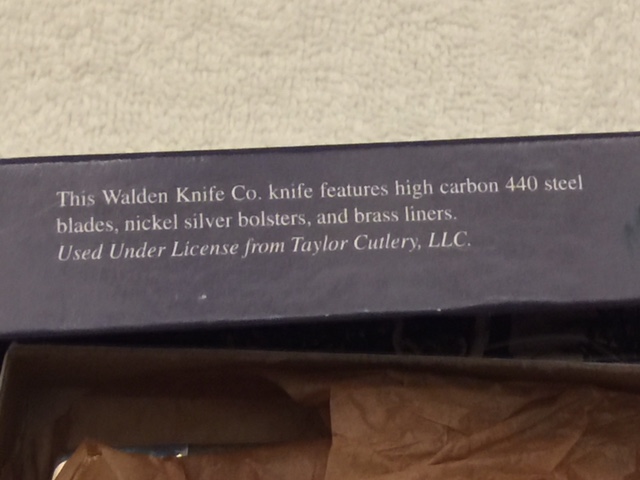 This Walden Knife Co. knife features high carbon 440 steel
blades, nickel silver bolsters, and brass liners.
Used Under License from Taylor Cutlery, LLC.